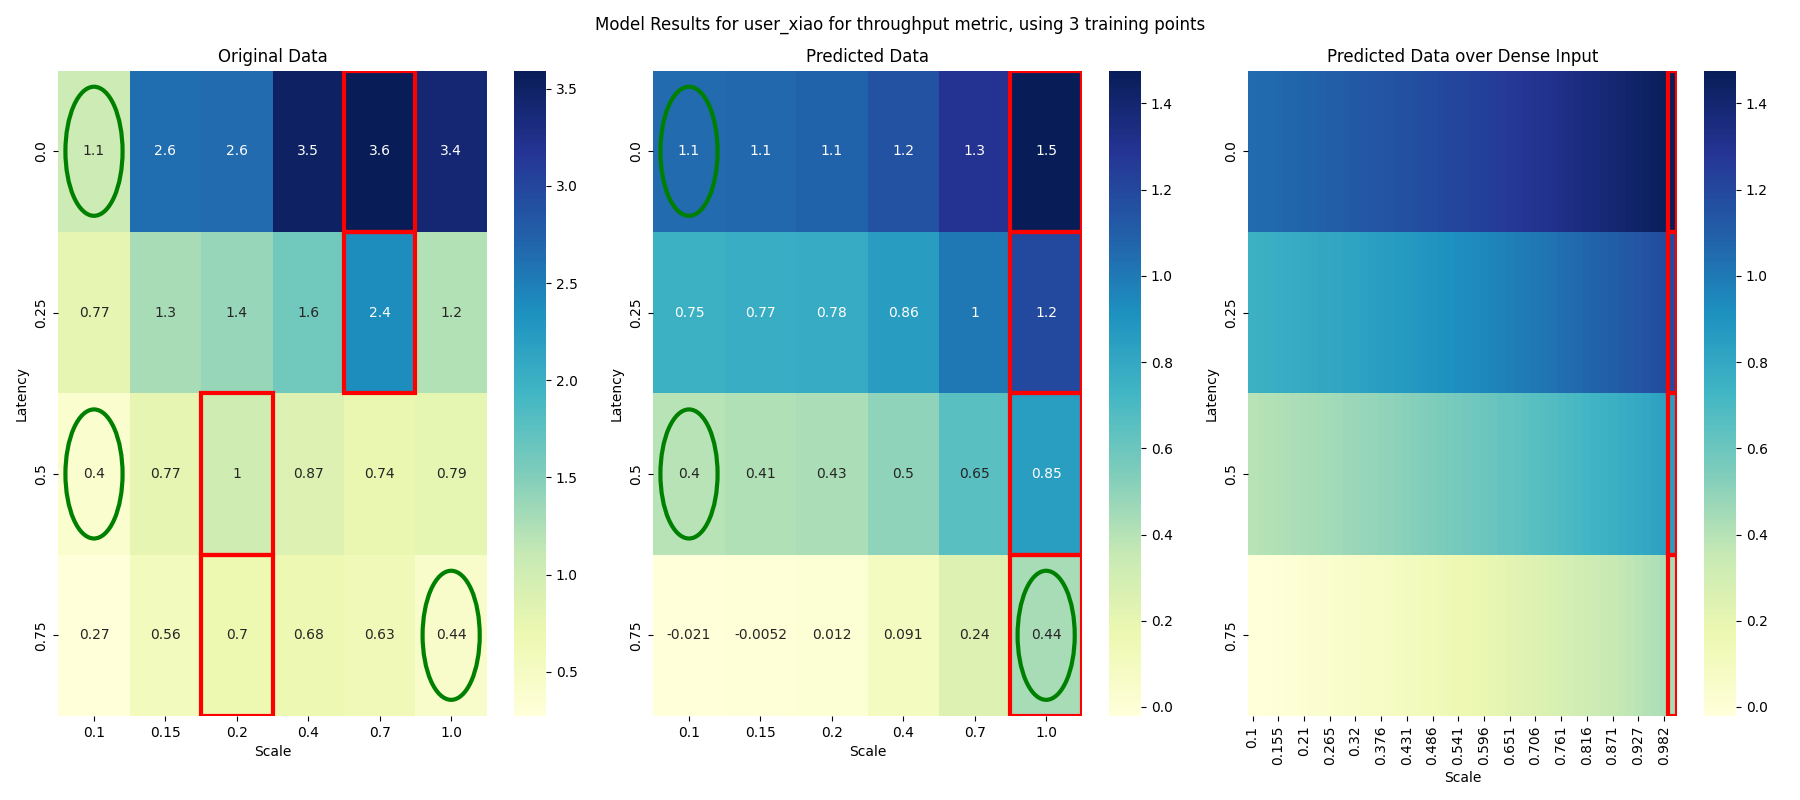 Model Results for user_xiao for throughput metric, using 3 training points
Original Data
1.1 2.6 2.6 3.5 3.6 3.4
0.77 1.3 1.4 1.6 2.4 1.2
0.4 0.77 1 0.87 0.74 0.79
0.27 0.56 0.7 0.68 0.63 0.44
0.0
0.25
0.5
0.75
Latency
0.1 0.15 0.2 0.4 0.7 1.0
Scale
3.5
3.0
2.5
2.0
1.5
1.0
0.5
Predicted Data
1.1 1.1 1.1 1.2 1.3 1.5
0.75 0.77 0.78 0.86 1 1.2
0.4 0.41 0.43 0.5 0.65 0.85
-0.021 -0.0052 0.012 0.091 0.24 0.44
0.0
0.25
0.5
0.75
Latency
0.1 0.15 0.2 0.4 0.7 1.0
Scale
1.4
1.2
1.0
0.8
0.6
0.4
0.2
0.0
Predicted Data over Dense Input
0.0
0.25
0.5
0.75
Latency
0.1 0.155 0.21 0.265 0.32 0.376 0.431 0.486 0.541 0.596 0.651 0.706 0.761 0.816 0.871 0.927 0.982
Scale
1.4
1.2
1.0
0.8
0.6
0.4
0.2
0.0